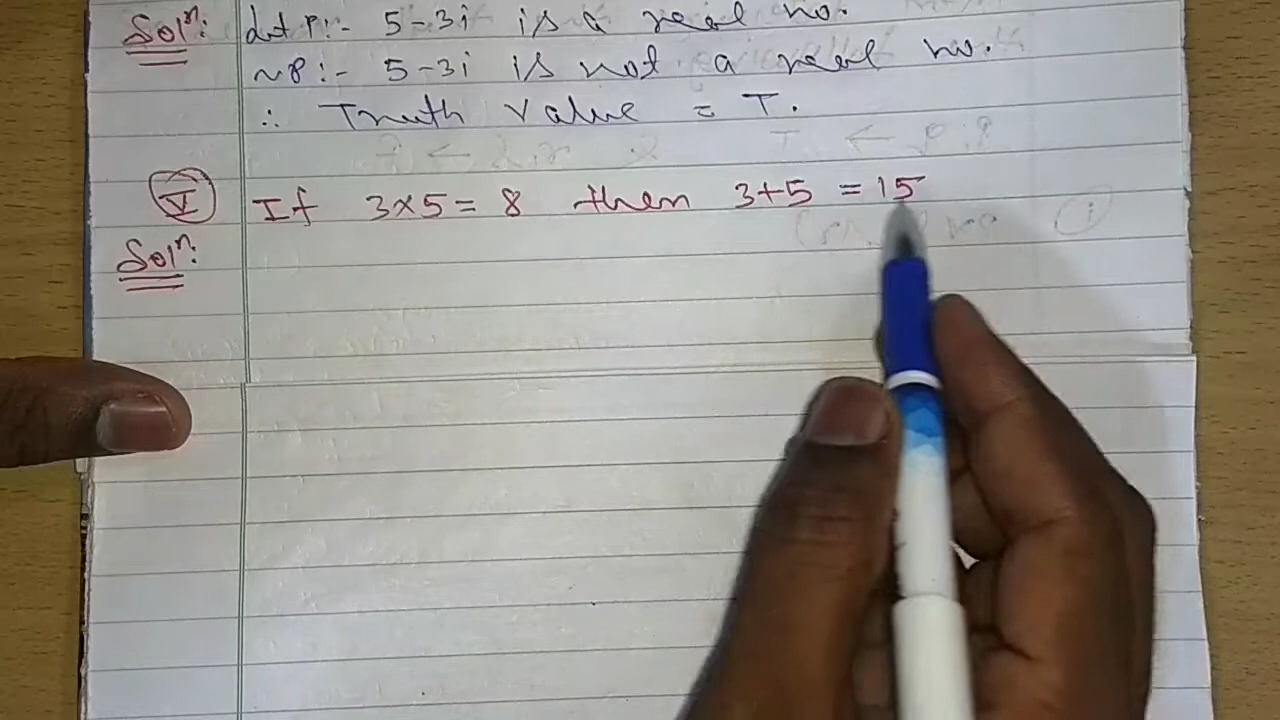 Solⁿ: Let P:- 5-3i is a real no.
~P:- 5-3i is not a real no.
∴ Truth Value = T.
V If 3×5= 8 then 3+5 =15
Solⁿ: